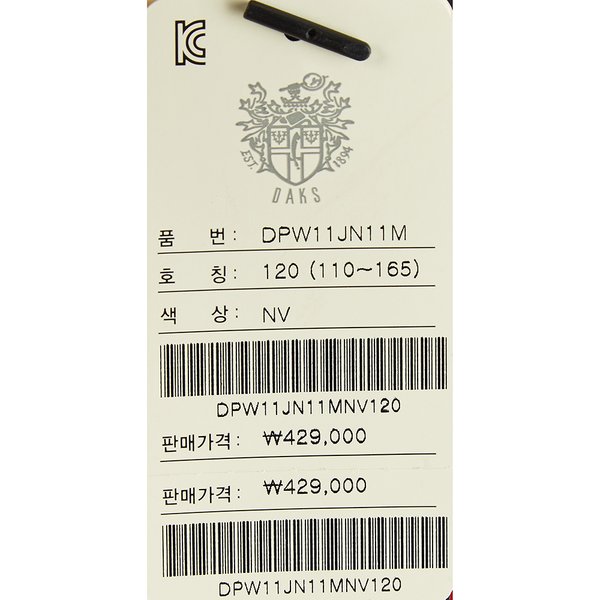 KC
EST. 1894
DAKS
품 번: DPW11JN11M
호 칭: 120 (110~165)
색 상: NV
DPW11JN11MNV120
판매가격: ₩429,000
판매가격: ₩429,000
DPW11JN11MNV120